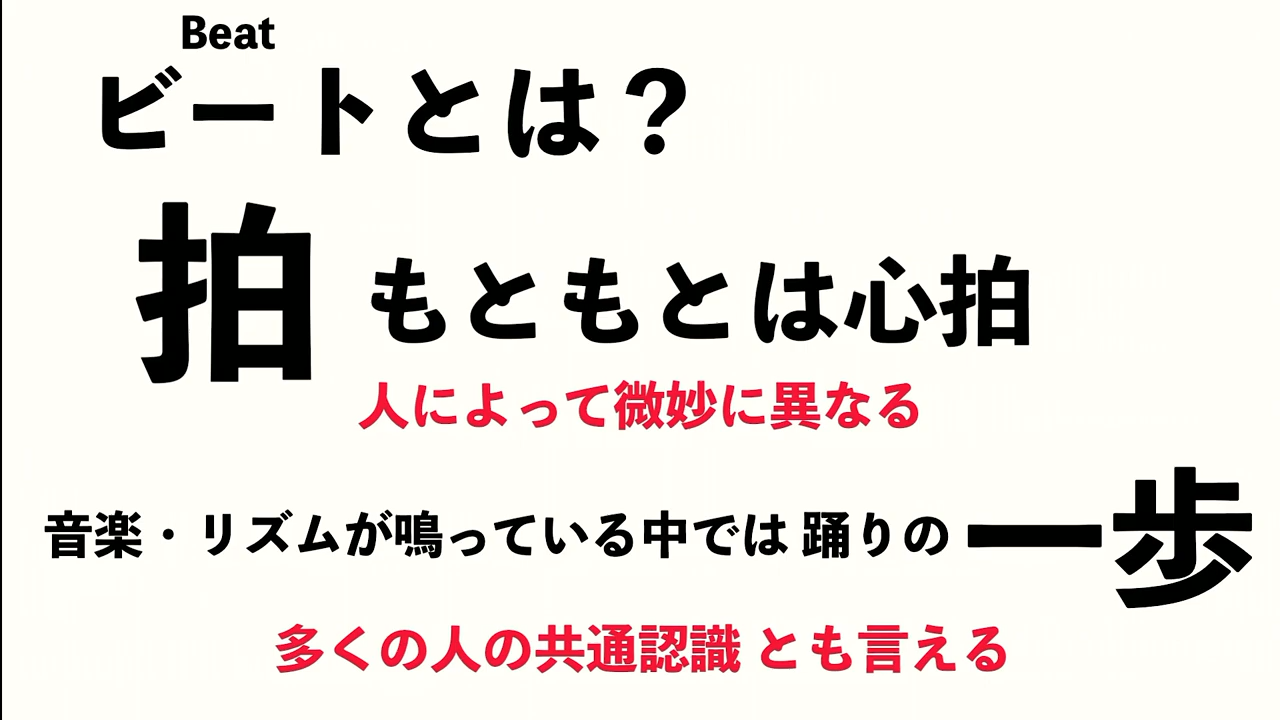 Beat
ビートとは？
拍 もともとは心拍
人によって微妙に異なる
音楽・リズムが鳴っている中では 踊りの 一歩
多くの人の共通認識 とも言える